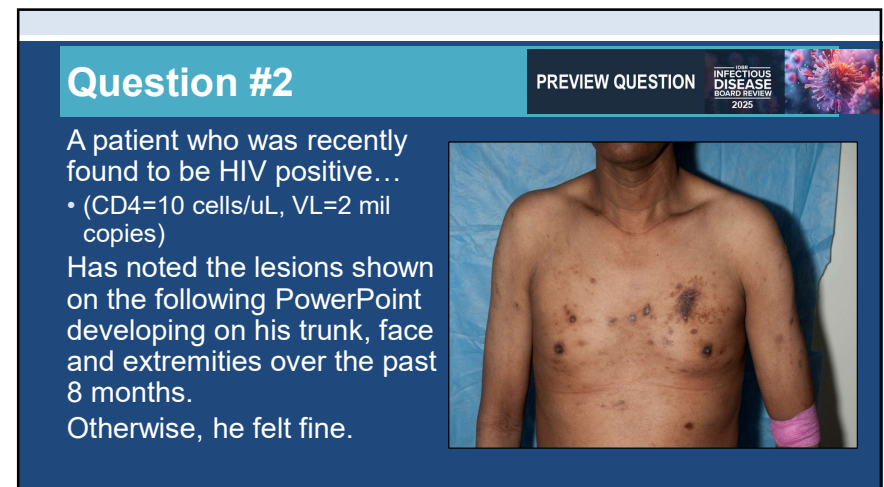 Question #2
PREVIEW QUESTION
IDBR
INFECTIOUS
DISEASE
BOARD REVIEW
2025
A patient who was recently
found to be HIV positive…
• (CD4=10 cells/uL, VL=2 mil
copies)
Has noted the lesions shown
on the following PowerPoint
developing on his trunk, face
and extremities over the past
8 months.
Otherwise, he felt fine.